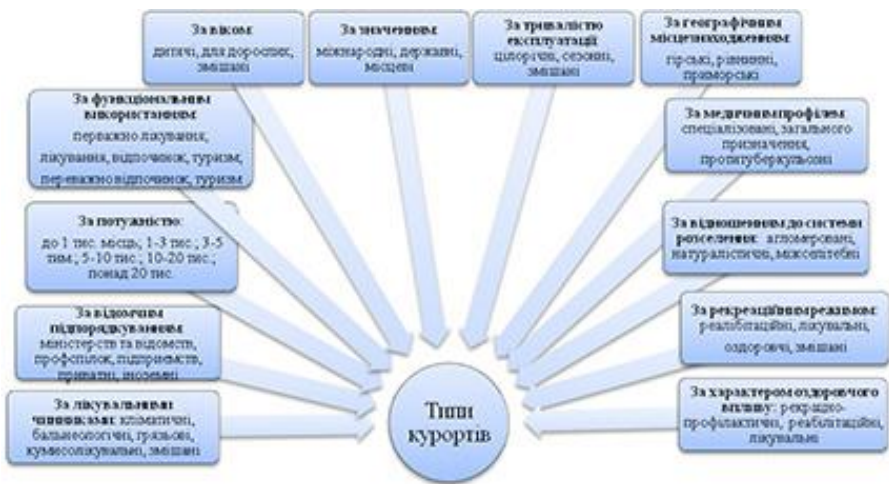 За віком:
дитячі, для дорослих,
змішані
За значенням:
міжнародні, державні,
місцеві
За тривалістю
експлуатації:
цілорічні, сезонні,
змішані
За географічним
місцезнаходженням:
гірські, рівнинні,
приморські
За функціональним
використанням:
переважно лікування,
лікування, відпочинок, туризм,
переважно відпочинок, туризм
За медичним профілем:
спеціалізовані, загального
призначення,
протитуберкульозні
За потужністю:
до 1 тис. місць; 1-3 тис.; 3-5
тим.; 5-10 тис.; 10-20 тис.;
понад 20 тис.
За відношенням до системи
розселення: агломеровані,
натуралістичні, міжселітебні
За відомчим
підпорядкуванням:
міністерств та відомств,
профспілок, підприємств,
приватні, іноземні
За рекреаційним режимом:
реалібітаційні, лікувальні,
оздоровчі, змішані
За лікувальними
чинниками: кліматичні,
бальнеологічні, грязьові,
кумисолікувальні, змішані
За характером оздоровчого
впливу: рекраціно-
профілактичні, реабілітаційні,
лікувальні
Типи
курортів